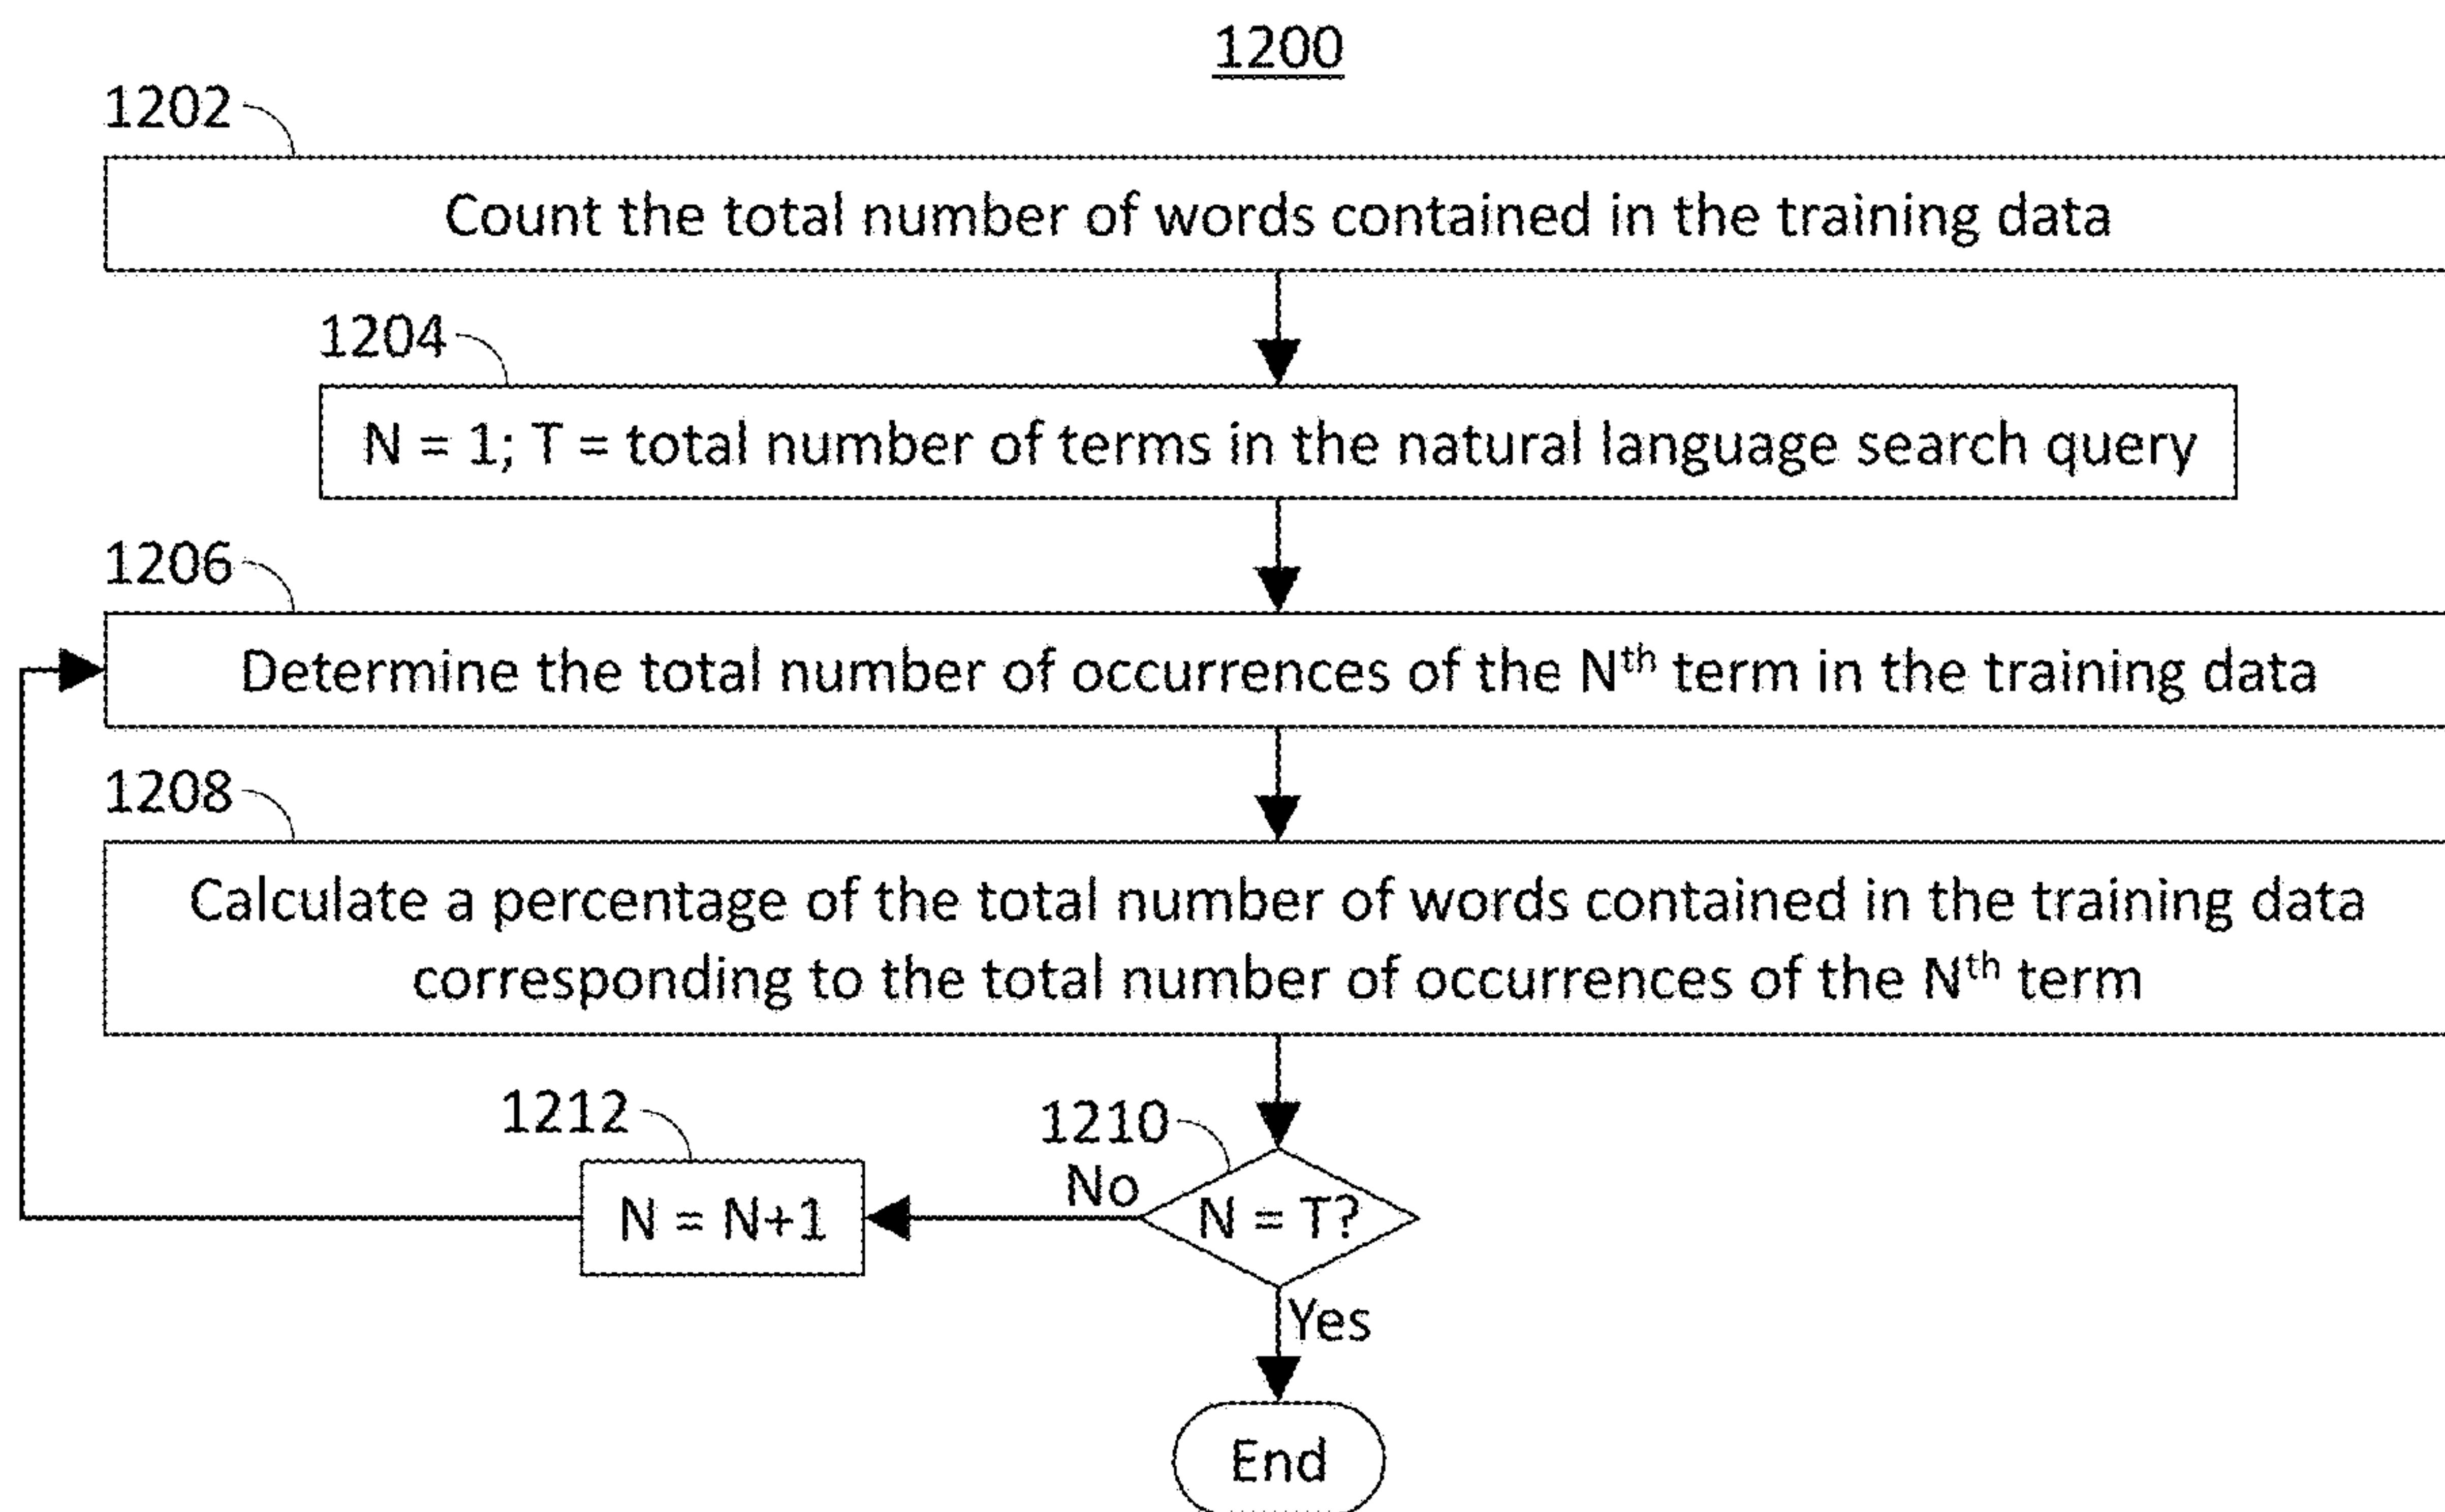 1200
1202
Count the total number of words contained in the training data
1204
N = 1; T = total number of terms in the natural language search query
1206
Determine the total number of occurrences of the Nth term in the training data
1208
Calculate a percentage of the total number of words contained in the training data
corresponding to the total number of occurrences of the Nth term
1212
1210
No
N = N+1
N = T?
Yes
End